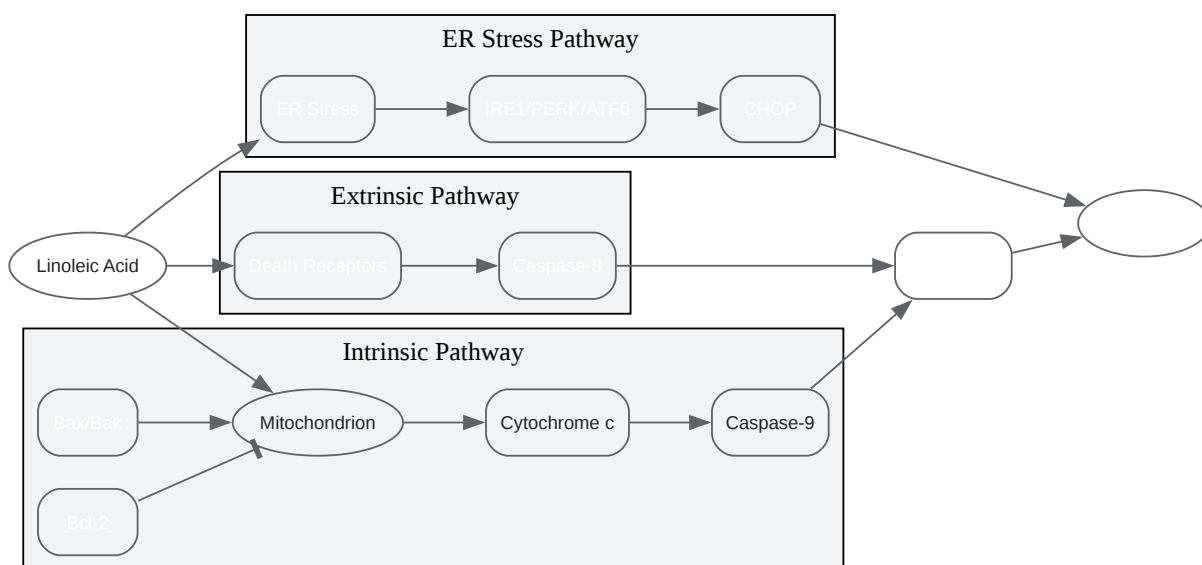 ER Stress Pathway
ER Stress
IRE1/PERK/ATF6
CHOP
Extrinsic Pathway
Linoleic Acid
Death Receptors
Caspase-8
Intrinsic Pathway
Bax/Bak
Mitochondrion
Cytochrome c
Caspase-9
Bcl-2